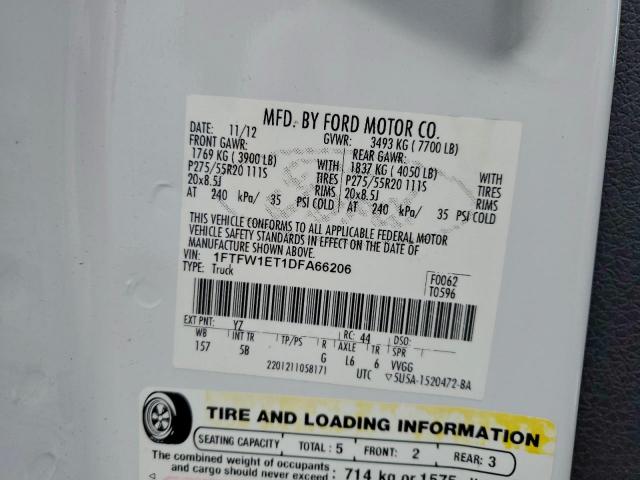 MFD. BY FORD MOTOR CO.
DATE: 11/12 GVWR: 3493 KG ( 7700 LB)
FRONT GAWR: REAR GAWR:
1769 KG ( 3900 LB) WITH 1837 KG ( 4050 LB) WITH
P275/55R20 111S TIRES P275/55R20 111S TIRES
20x8.5J RIMS 20x8.5J RIMS
AT 240 kPa/ 35 PSI COLD AT 240 kPa/ 35 PSI COLD
THIS VEHICLE CONFORMS TO ALL APPLICABLE FEDERAL MOTOR
VEHICLE SAFETY STANDARDS IN EFFECT ON THE DATE OF
MANUFACTURE SHOWN ABOVE.
VIN: 1FTFW1ET1DFA66206
TYPE: Truck
F0062
T0596
EXT PNT: YZ RC: 44 DSO:
WB INT TR TP/PS R AXLE TR SPR
157 5B G L6 6 VVGG
2201211058171 UTC 5U5A-1520472-BA
TIRE AND LOADING INFORMATION
SEATING CAPACITY TOTAL: 5 FRONT: 2 REAR: 3
The combined weight of occupants
and cargo should never exceed: 714 kg or 1575